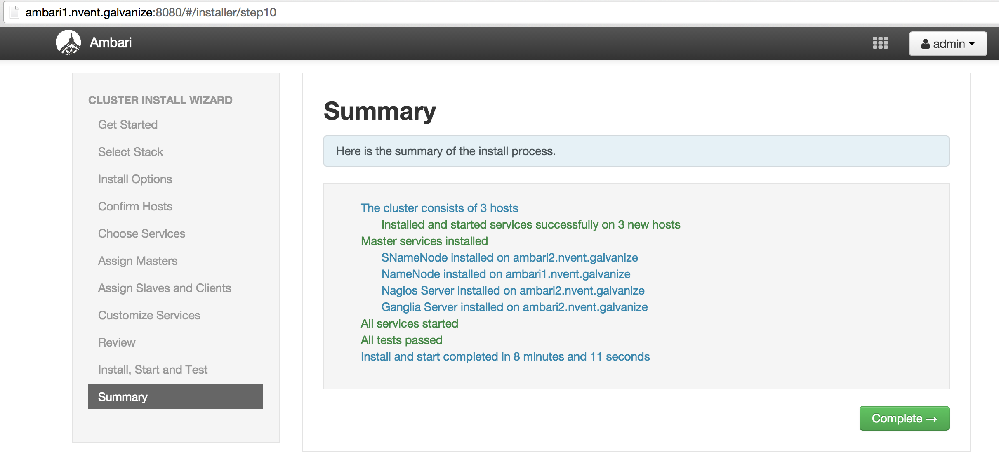 ambari1.nvent.galvanize:8080/#/installer/step10
Ambari
admin
CLUSTER INSTALL WIZARD
Get Started
Select Stack
Install Options
Confirm Hosts
Choose Services
Assign Masters
Assign Slaves and Clients
Customize Services
Review
Install, Start and Test
Summary
Summary
Here is the summary of the install process.
The cluster consists of 3 hosts
Installed and started services successfully on 3 new hosts
Master services installed
SNameNode installed on ambari2.nvent.galvanize
NameNode installed on ambari1.nvent.galvanize
Nagios Server installed on ambari2.nvent.galvanize
Ganglia Server installed on ambari2.nvent.galvanize
All services started
All tests passed
Install and start completed in 8 minutes and 11 seconds
Complete →